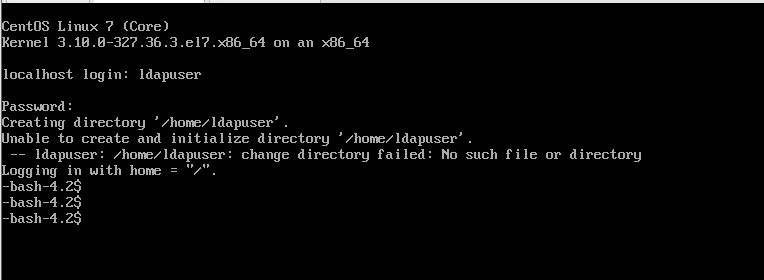 CentOS Linux 7 (Core)
Kernel 3.10.0-327.36.3.el7.x86_64 on an x86_64
localhost login: ldapuser
Password:
Creating directory '/home/ldapuser'.
Unable to create and initialize directory '/home/ldapuser'.
 -- ldapuser: /home/ldapuser: change directory failed: No such file or directory
Logging in with home = "/".
-bash-4.2$
-bash-4.2$
-bash-4.2$